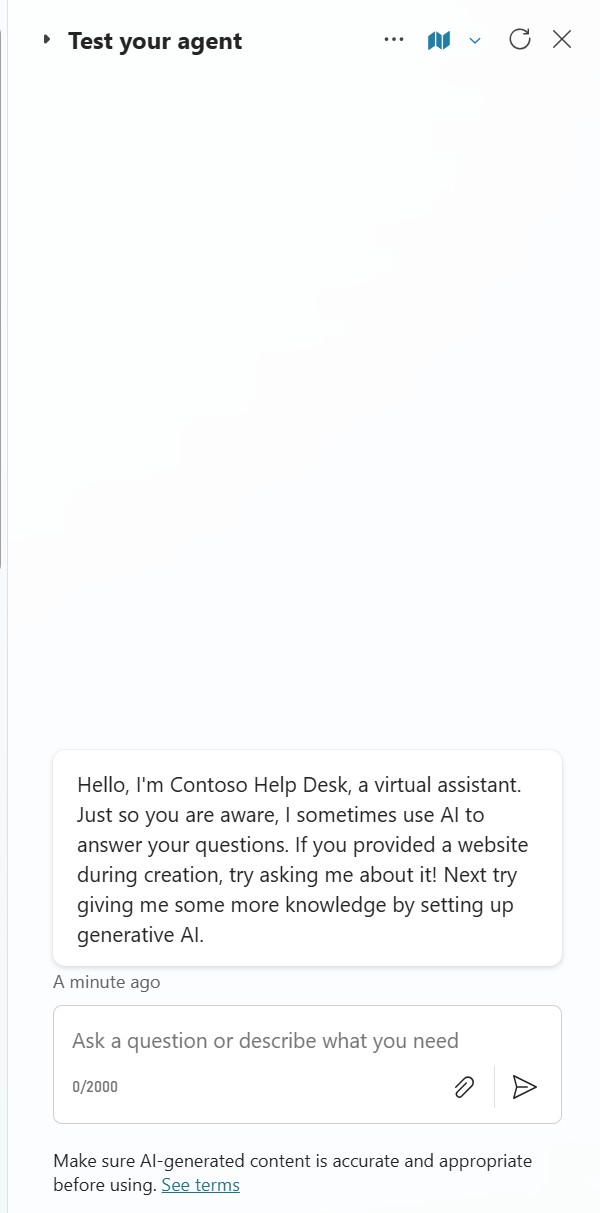 Test your agent
Hello, I'm Contoso Help Desk, a virtual assistant.
Just so you are aware, I sometimes use AI to
answer your questions. If you provided a website
during creation, try asking me about it! Next try
giving me some more knowledge by setting up
generative AI.
A minute ago
Ask a question or describe what you need
0/2000
Make sure AI-generated content is accurate and appropriate
before using. See terms